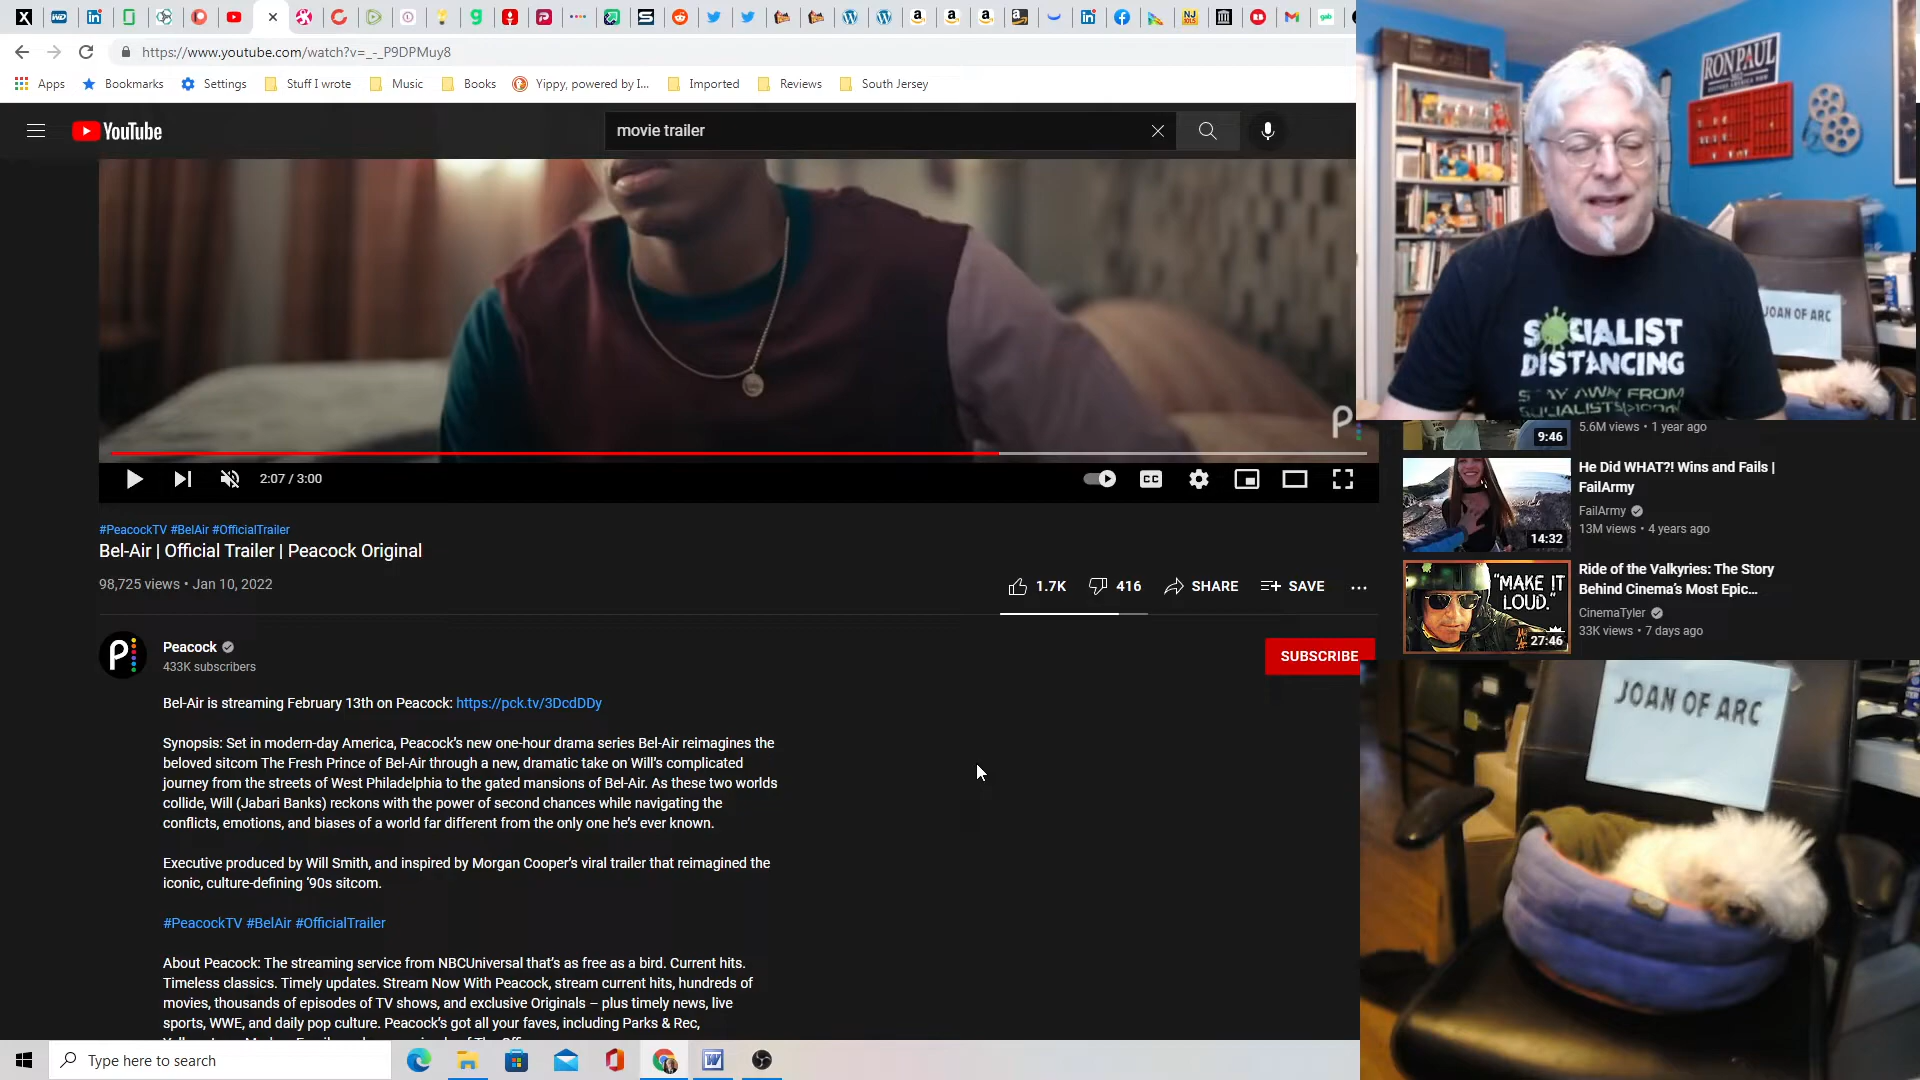 https://www.youtube.com/watch?v=_-_P9DPMuy8
Apps
Bookmarks
Settings
Stuff I wrote
Music
Books
Yippy, powered by I...
Imported
Reviews
South Jersey
YouTube
movie trailer
RON PAUL
JOAN OF ARC
SOCIALIST
DISTANCING
STAY AWAY FROM
9:46
5.6M views • 1 year ago
2:07 / 3:00
CC
He Did WHAT?! Wins and Fails |
FailArmy
FailArmy
13M views • 4 years ago
14:32
#PeacockTV #BelAir #OfficialTrailer
Bel-Air | Official Trailer | Peacock Original
98,725 views • Jan 10, 2022
1.7K
416
SHARE
SAVE
"MAKE IT
LOUD."
27:46
Ride of the Valkyries: The Story
Behind Cinema's Most Epic...
CinemaTyler
33K views • 7 days ago
Peacock
433K subscribers
SUBSCRIBE
Bel-Air is streaming February 13th on Peacock: https://pck.tv/3DcdDDy
Synopsis: Set in modern-day America, Peacock's new one-hour drama series Bel-Air reimagines the
beloved sitcom The Fresh Prince of Bel-Air through a new, dramatic take on Will's complicated
journey from the streets of West Philadelphia to the gated mansions of Bel-Air. As these two worlds
collide, Will (Jabari Banks) reckons with the power of second chances while navigating the
conflicts, emotions, and biases of a world far different from the only one he's ever known.
Executive produced by Will Smith, and inspired by Morgan Cooper's viral trailer that reimagined the
iconic, culture-defining '90s sitcom.
#PeacockTV #BelAir #OfficialTrailer
About Peacock: The streaming service from NBCUniversal that's as free as a bird. Current hits.
Timeless classics. Timely updates. Stream Now With Peacock, stream current hits, hundreds of
movies, thousands of episodes of TV shows, and exclusive Originals – plus timely news, live
sports, WWE, and daily pop culture. Peacock's got all your faves, including Parks & Rec,
JOAN OF ARC
Type here to search